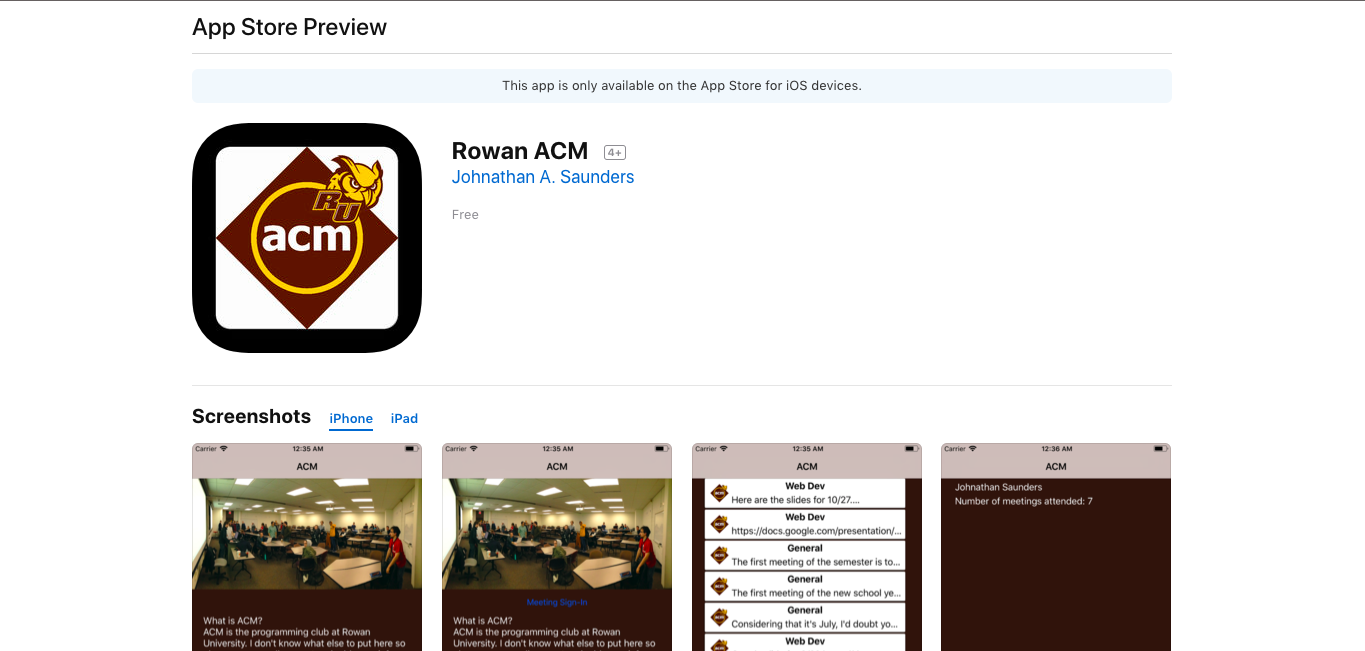 App Store Preview
This app is only available on the App Store for iOS devices.
RU
acm
Rowan ACM 4+
Johnathan A. Saunders
Free
Screenshots iPhone iPad
Carrier 12:35 AM
ACM
What is ACM?
ACM is the programming club at Rowan
University. I don't know what else to put here so
Carrier 12:35 AM
ACM
Meeting Sign-In
What is ACM?
ACM is the programming club at Rowan
University. I don't know what else to put here so
Carrier 12:35 AM
ACM
Web Dev
Here are the slides for 10/27....
Web Dev
https://docs.google.com/presentation/...
General
The first meeting of the semester is to...
General
The first meeting of the new school ye...
General
Considering that it's July, I'd doubt yo...
Web Dev
Carrier 12:36 AM
ACM
Johnathan Saunders
Number of meetings attended: 7